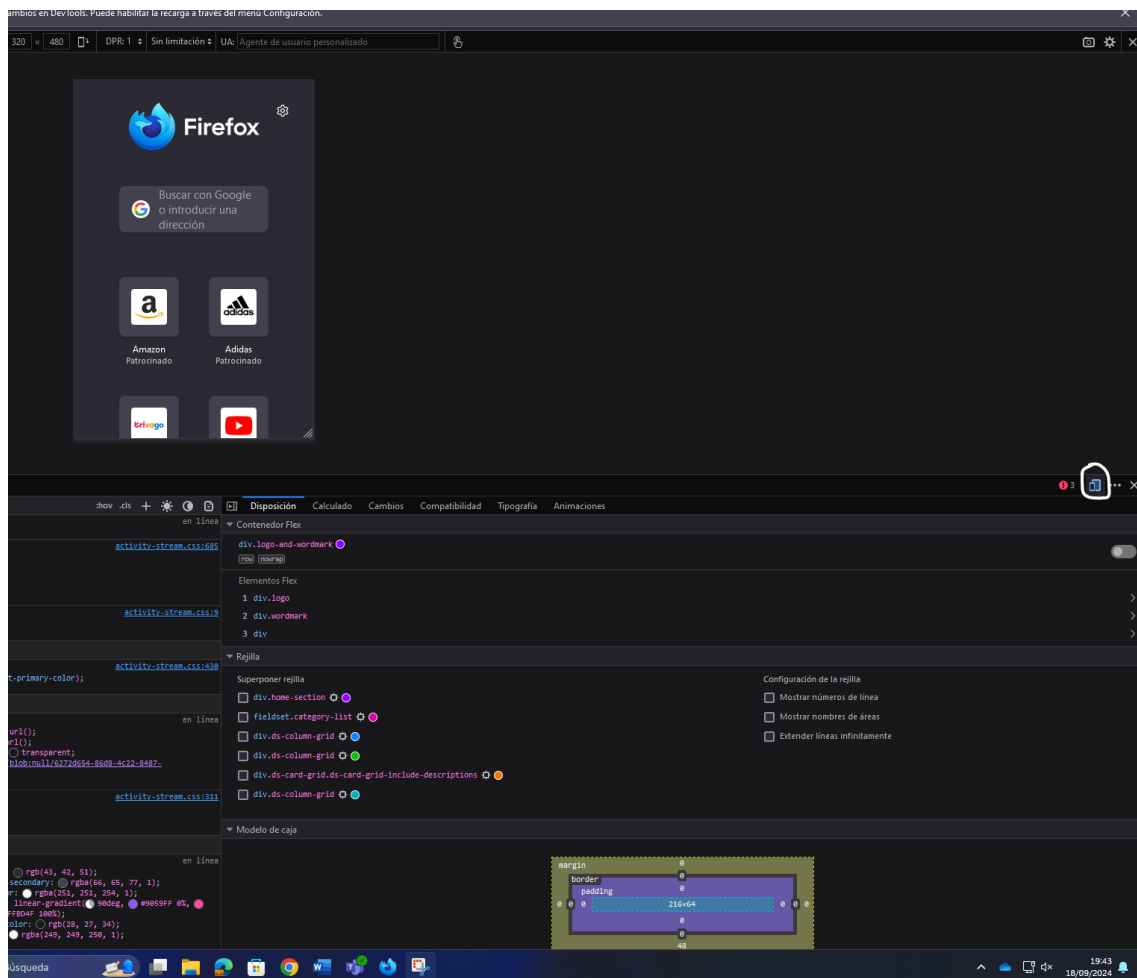 cambios en DevTools. Puede habilitar la recarga a través del menú Configuración.
320 × 480 DPR: 1 Sin limitación UA: Agente de usuario personalizado
Firefox
Buscar con Google
o introducir una
dirección
a adidas
Amazon Adidas
Patrocinado Patrocinado
trivago
3
:hov .cls
Disposición Calculado Cambios Compatibilidad Tipografía Animaciones
en línea
Contenedor Flex
activity-stream.css:685
div.logo-and-wordmark
row nowrap
Elementos Flex
1 div.logo
activity-stream.css:9
2 div.wordmark
3 div
Rejilla
activity-stream.css:430
t-primary-color);
Superponer rejilla Configuración de la rejilla
div.home-section Mostrar números de línea
fieldset.category-list Mostrar nombres de áreas
en línea
url();
div.ds-column-grid Extender líneas infinitamente
url();
transparent;
div.ds-column-grid
blob:null/6272d654-86d8-4c22-8487-
div.ds-card-grid.ds-card-grid-include-descriptions
activity-stream.css:311
div.ds-column-grid
Modelo de caja
en línea
rgb(43, 42, 51);
secondary: rgba(66, 65, 77, 1);
r: rgba(251, 251, 254, 1);
linear-gradient( 90deg, #9059FF 0%,
FFBD4F 100%);
color: rgb(28, 27, 34);
rgba(249, 249, 250, 1);
margin 0
border 0
padding 0
0 0 0 216×64 0 0 0
0
0
48
Búsqueda
19:43
18/09/2024